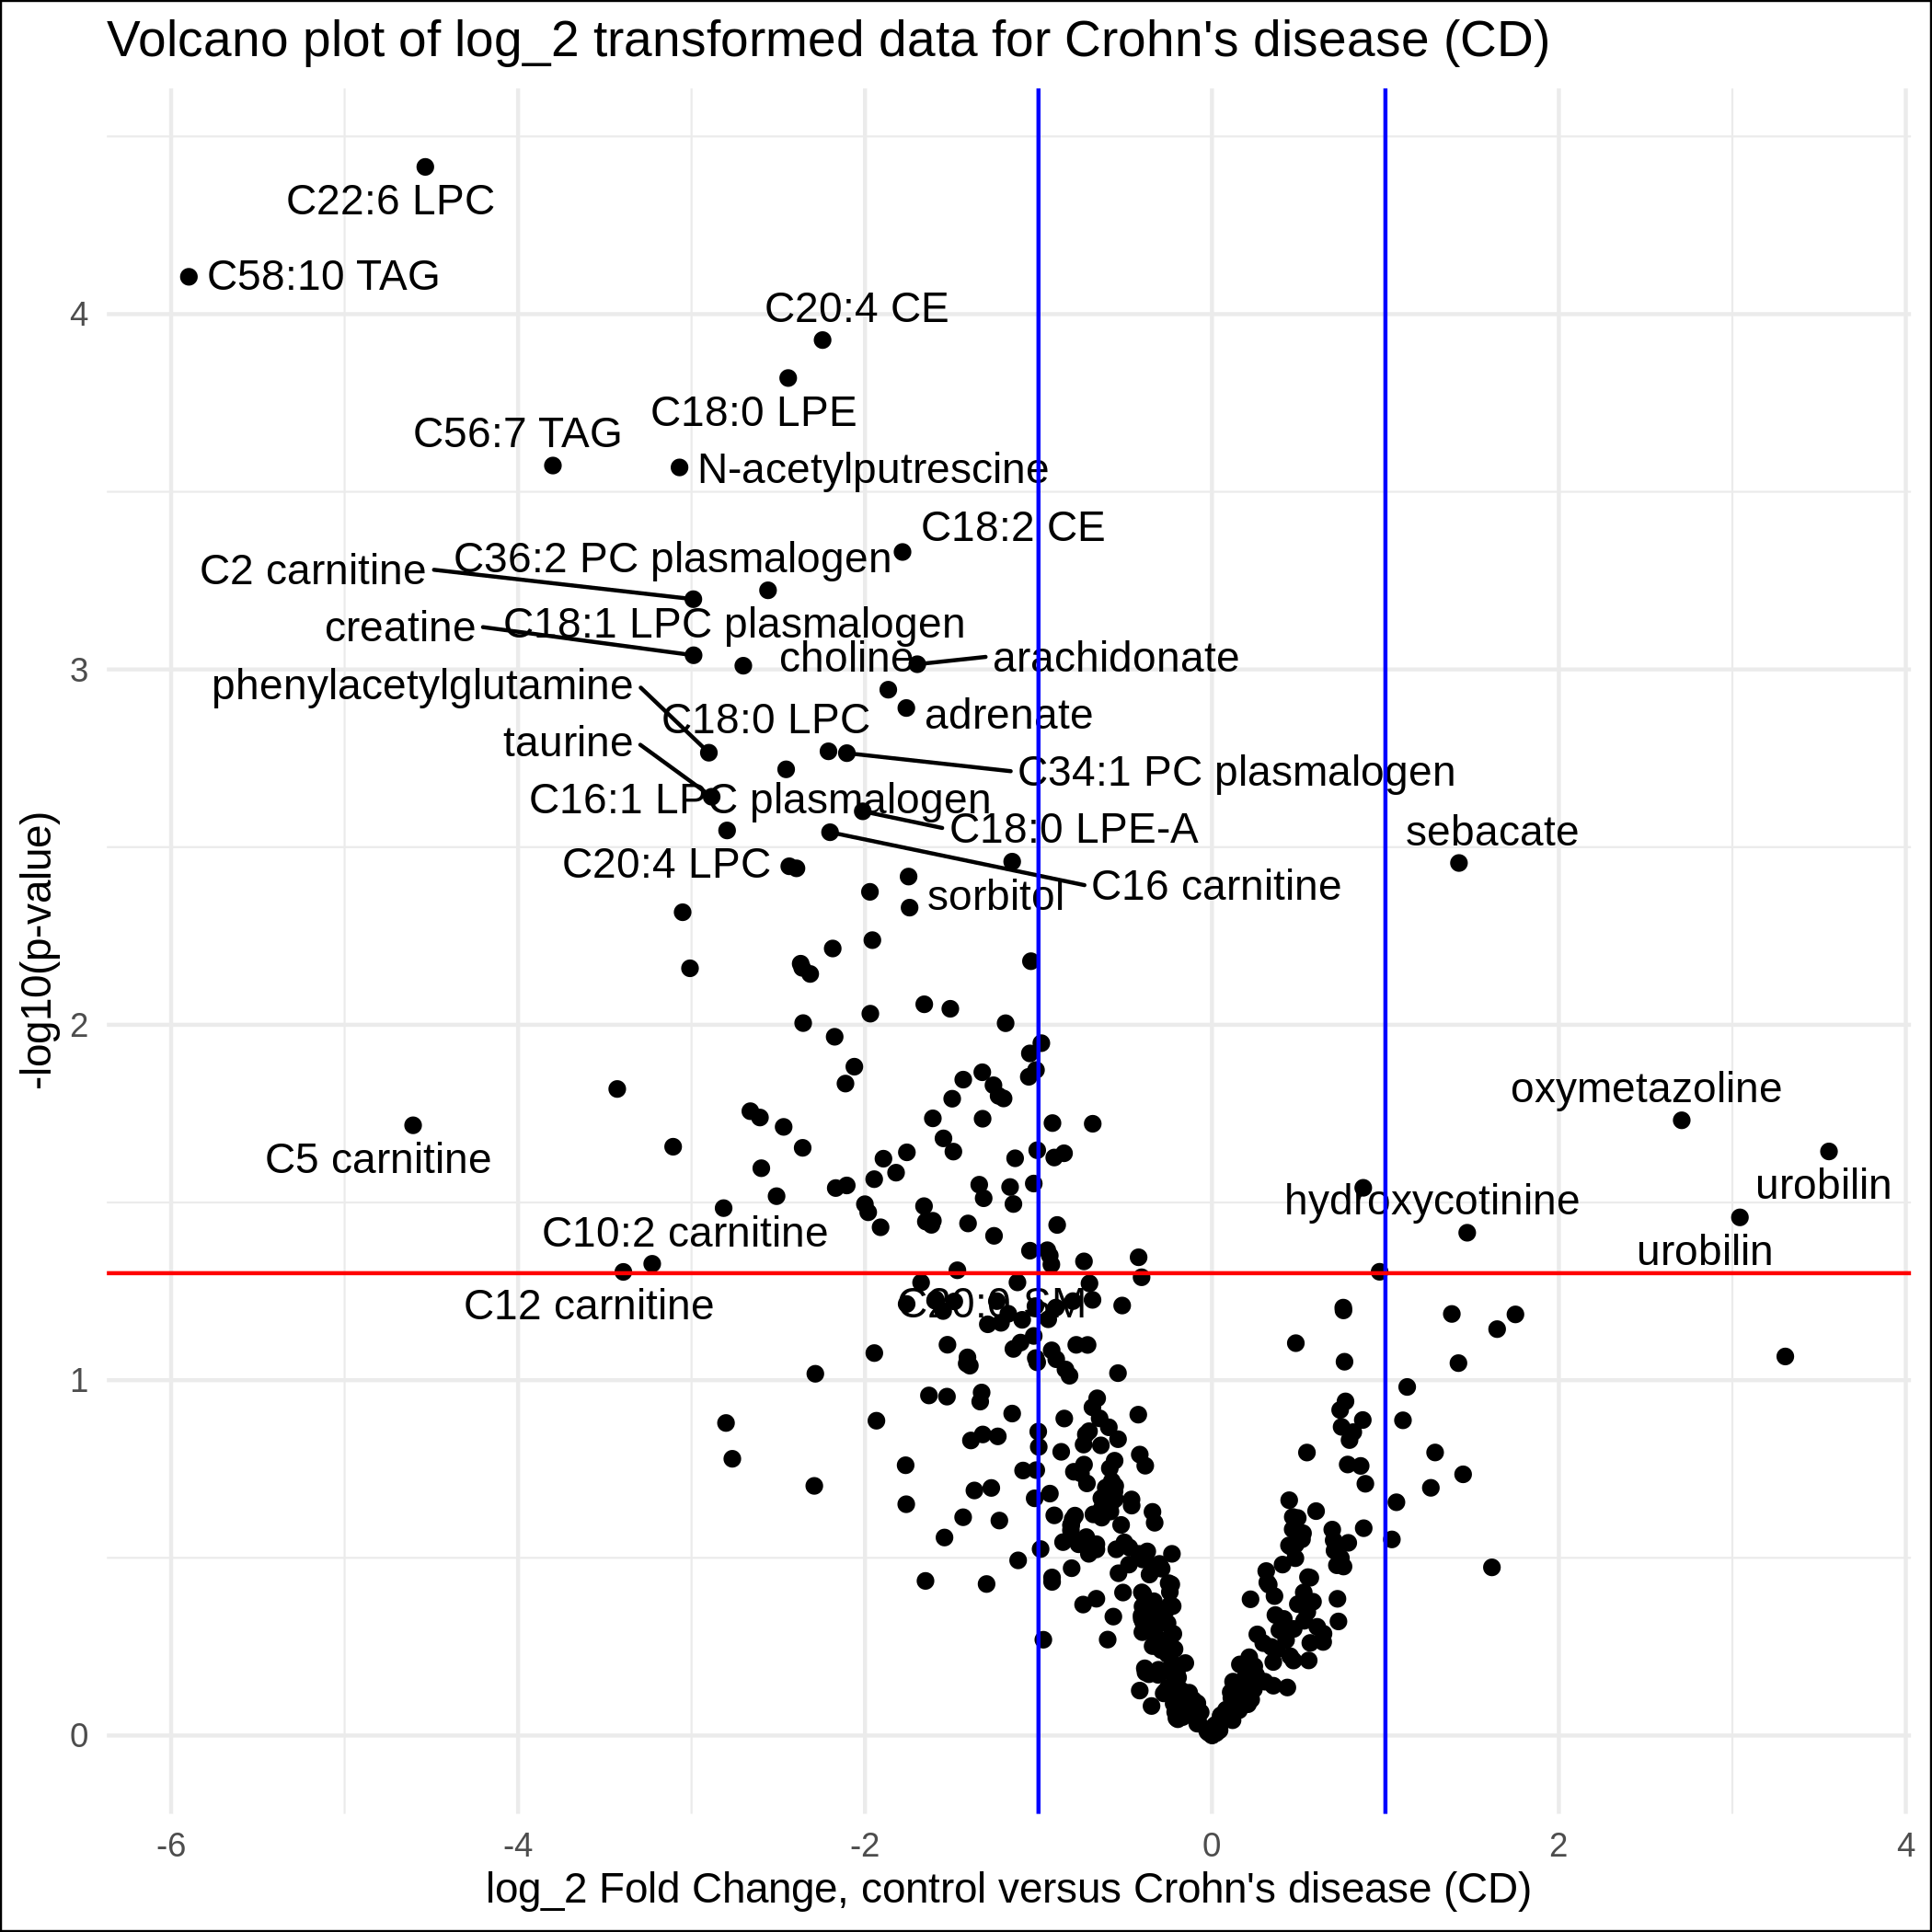 Volcano plot of log_2 transformed data for Crohn's disease (CD)
C22:6 LPC
C58:10 TAG
C20:4 CE
4
C18:0 LPE
C56:7 TAG
N-acetylputrescine
C18:2 CE
C36:2 PC plasmalogen
C2 carnitine
C18:1 LPC plasmalogen
creatine
choline
arachidonate
3
phenylacetylglutamine
C18:0 LPC
adrenate
taurine
C34:1 PC plasmalogen
C16:1 LPC plasmalogen
C18:0 LPE-A
sebacate
C20:4 LPC
C16 carnitine
sorbitol
-log10(p-value)
2
oxymetazoline
C5 carnitine
urobilin
hydroxycotinine
C10:2 carnitine
urobilin
C12 carnitine
1
0
-6
-4
-2
0
2
4
log_2 Fold Change, control versus Crohn's disease (CD)